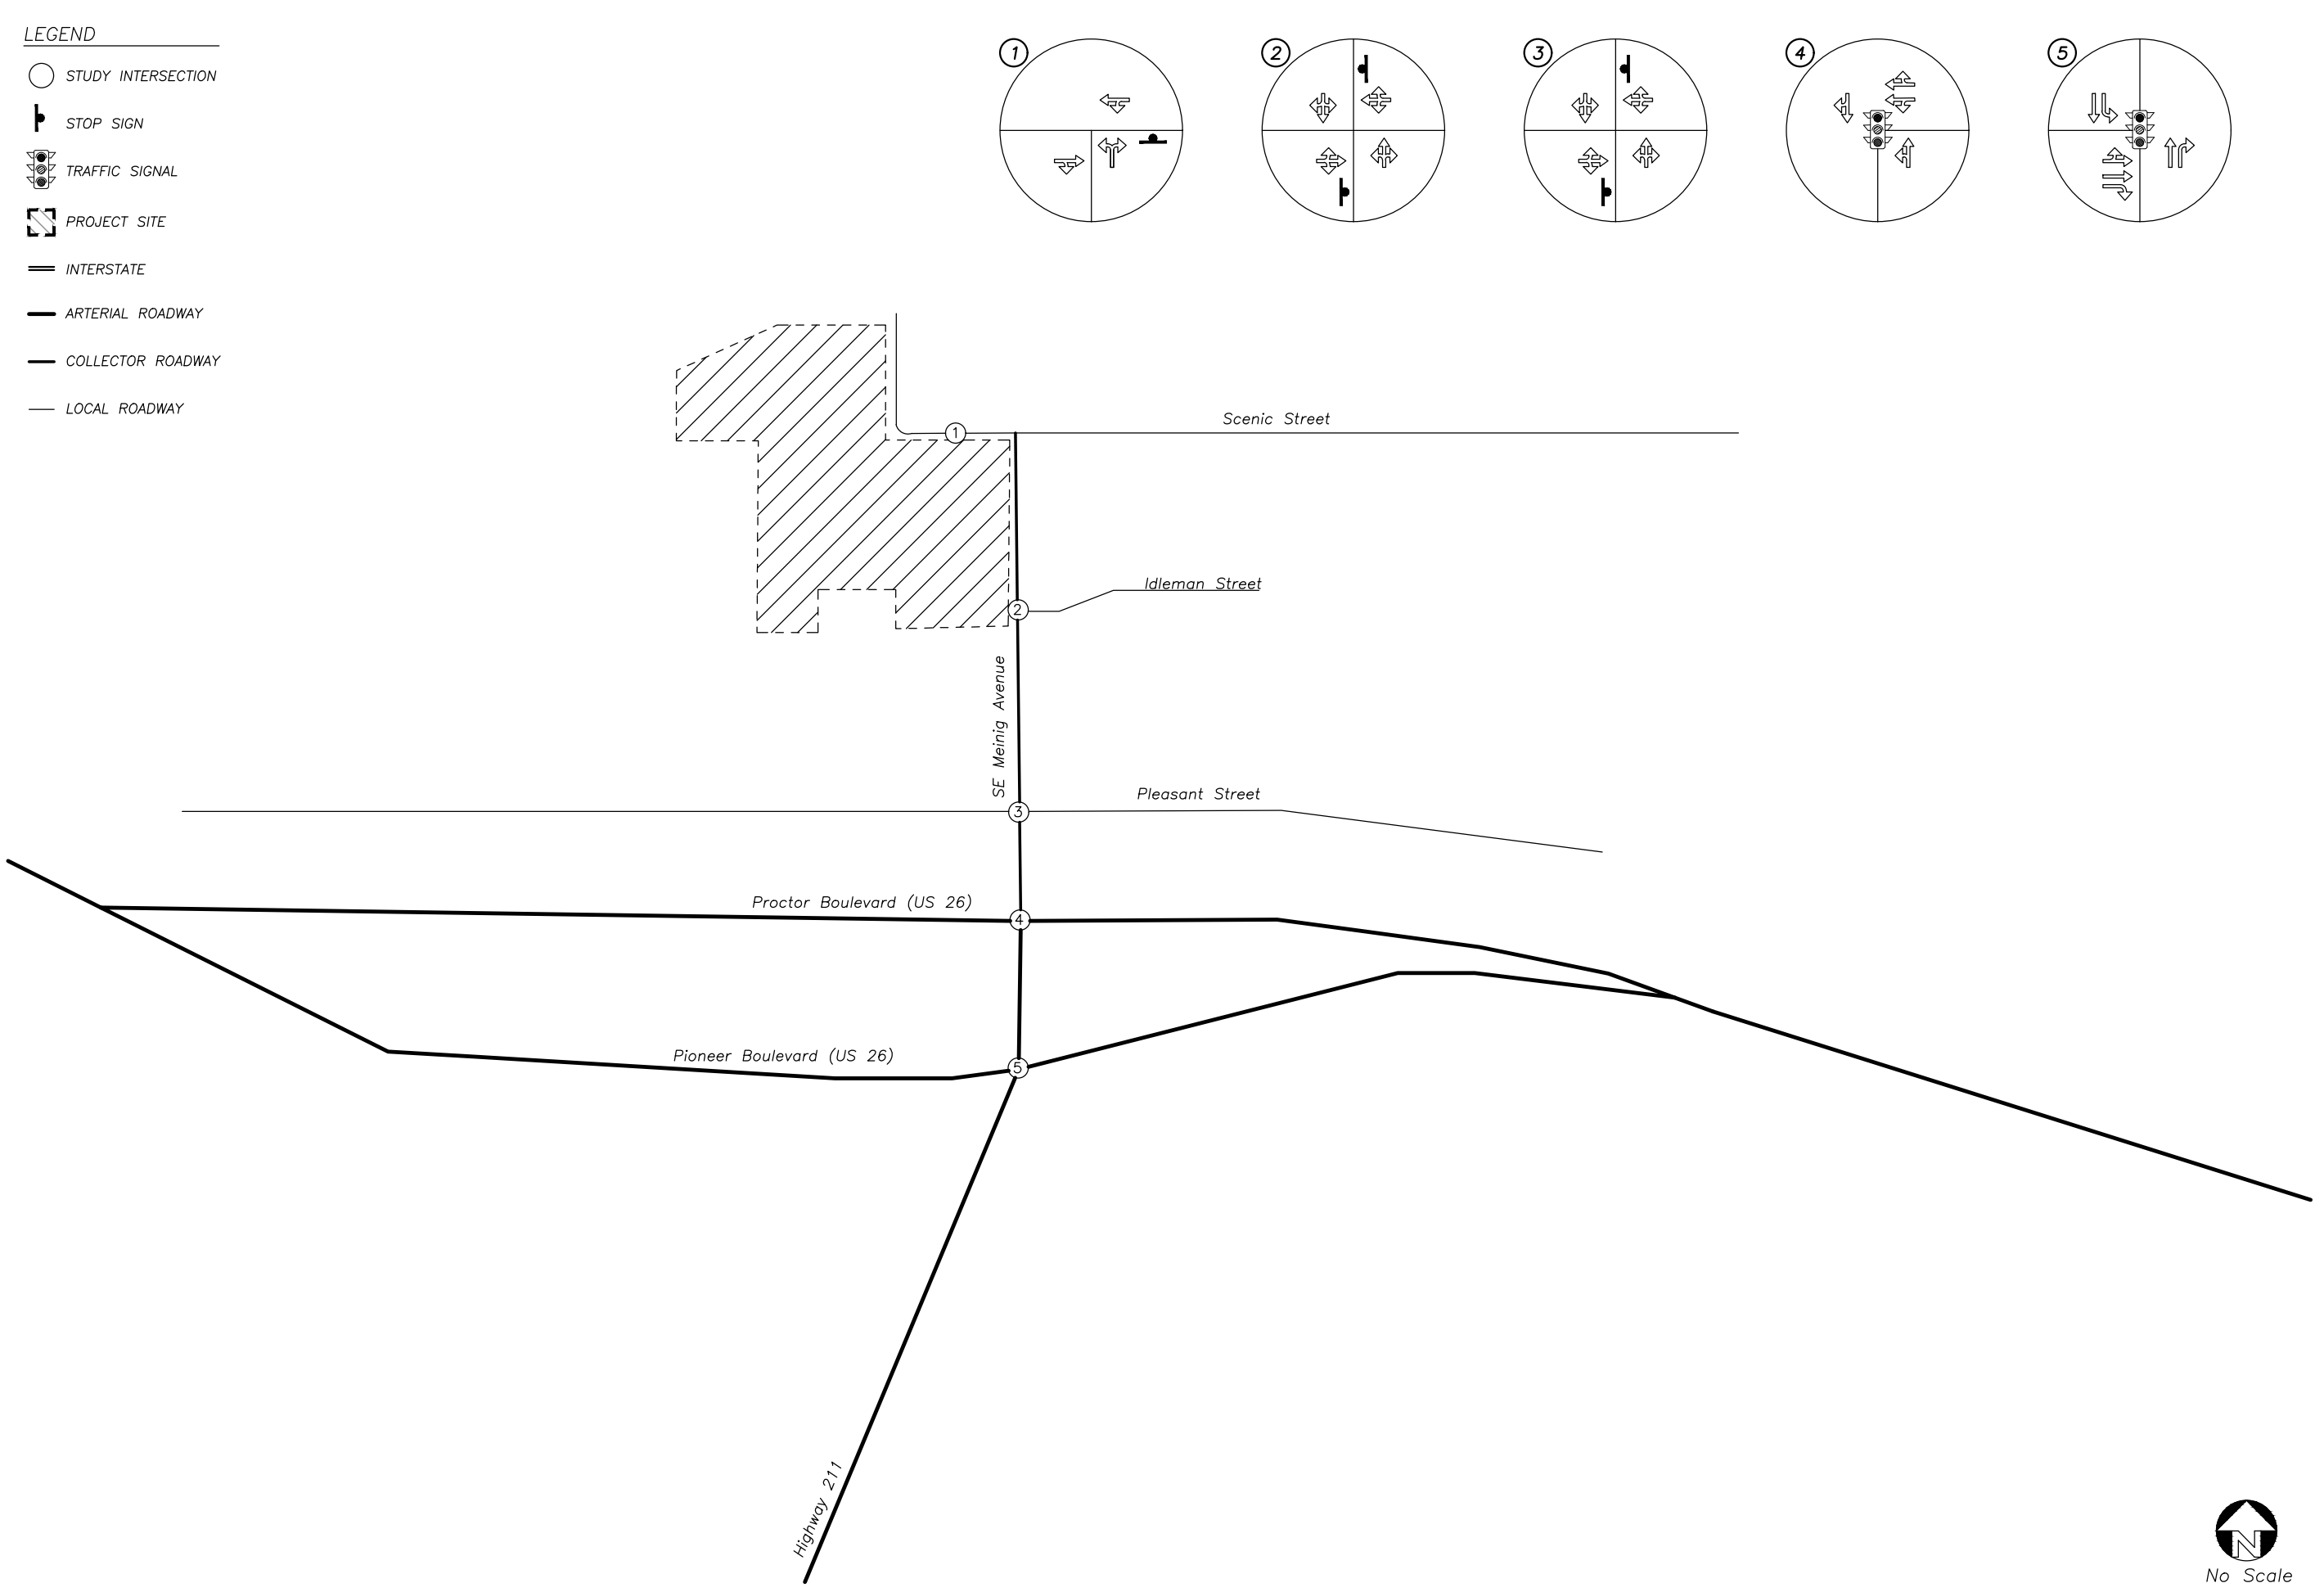 LEGEND
STUDY INTERSECTION
STOP SIGN
TRAFFIC SIGNAL
PROJECT SITE
INTERSTATE
ARTERIAL ROADWAY
COLLECTOR ROADWAY
LOCAL ROADWAY
1
2
3
4
5
Scenic Street
1
Idleman Street
2
SE Meinig Avenue
Pleasant Street
3
Proctor Boulevard (US 26)
4
Pioneer Boulevard (US 26)
5
Highway 211
N
No Scale